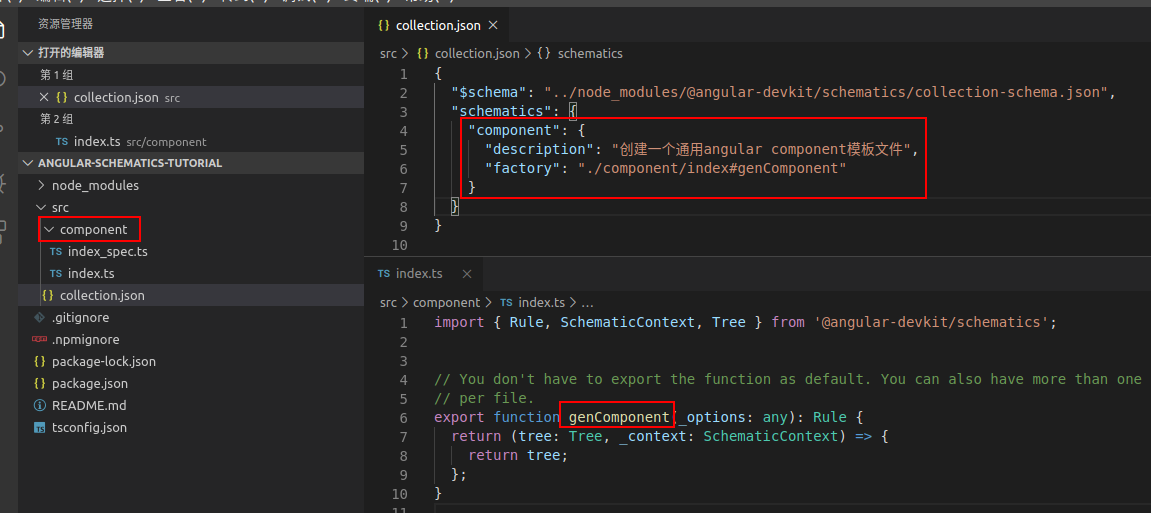 资源管理器
打开的编辑器
第 1 组
collection.json src
第 2 组
TS index.ts src/component
ANGULAR-SCHEMATICS-TUTORIAL
node_modules
src
component
TS index_spec.ts
TS index.ts
{} collection.json
.gitignore
.npmignore
{} package-lock.json
{} package.json
README.md
TS tsconfig.json
{} collection.json
src > {} collection.json > {} schematics
1 {
2 "$schema": "../node_modules/@angular-devkit/schematics/collection-schema.json",
3 "schematics": {
4 "component": {
5 "description": "创建一个通用angular component模板文件",
6 "factory": "./component/index#genComponent"
7 }
8 }
9 }
10
TS index.ts
src > component > TS index.ts > ...
1 import { Rule, SchematicContext, Tree } from '@angular-devkit/schematics';
2
3
4 // You don't have to export the function as default. You can also have more than one
5 // per file.
6 export function genComponent(_options: any): Rule {
7 return (tree: Tree, _context: SchematicContext) => {
8 return tree;
9 };
10 }
11